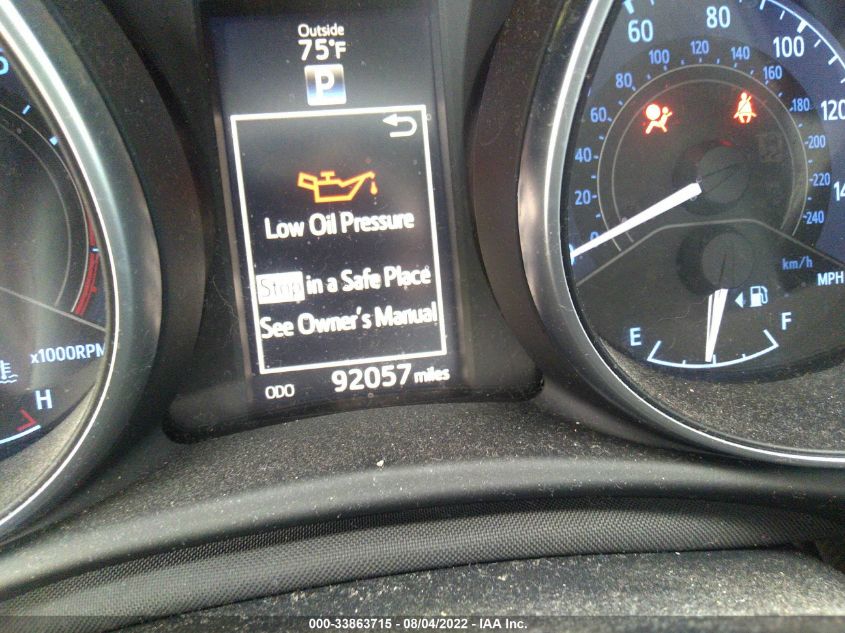 Outside
75°F
P
Low Oil Pressure
Stop in a Safe Place
See Owner's Manual
ODO 92057 miles
x1000RPM
H
60 80 100 120 14
0 20 40 60 80 100 120 140 160 180 200 220 240
km/h
MPH
E F
000-33863715 - 08/04/2022 - IAA Inc.